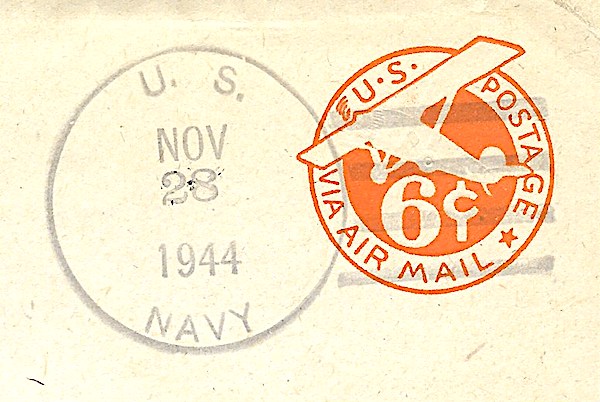 U. S.
NOV
28
1944
NAVY
U.S. POSTAGE
6¢
VIA AIR MAIL